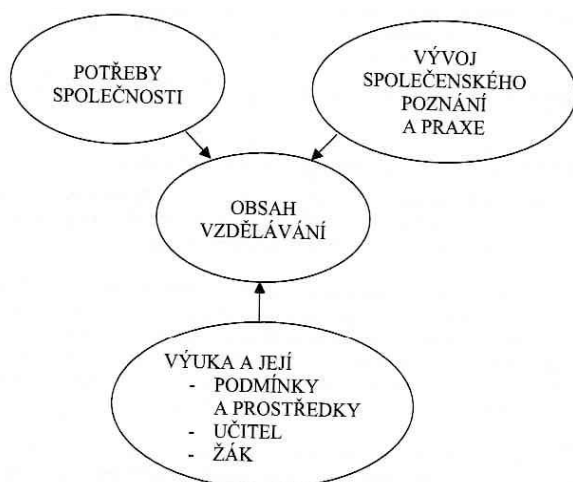 POTŘEBY
SPOLEČNOSTI
VÝVOJ
SPOLEČENSKÉHO
POZNÁNÍ
A PRAXE
OBSAH
VZDĚLÁVÁNÍ
VÝUKA A JEJÍ
- PODMÍNKY
A PROSTŘEDKY
- UČITEL
- ŽÁK